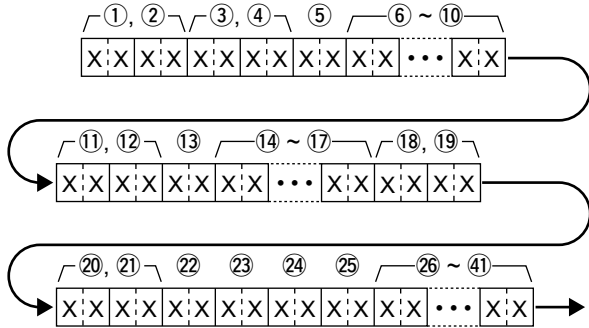 ①, ② ③, ④ ⑤ ⑥ ~ ⑩
X X X X X X X X X X X X ••• X X
⑪, ⑫ ⑬ ⑭ ~ ⑰ ⑱, ⑲
X X X X X X X X ••• X X X X X X
⑳, ㉑ ㉒ ㉓ ㉔ ㉕ ㉖ ~ ㊶
X X X X X X X X X X X X X X ••• X X